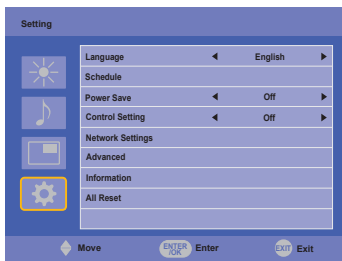 Setting
Language English
Schedule
Power Save Off
Control Setting Off
Network Settings
Advanced
Information
All Reset
Move ENTER /OK Enter EXIT Exit